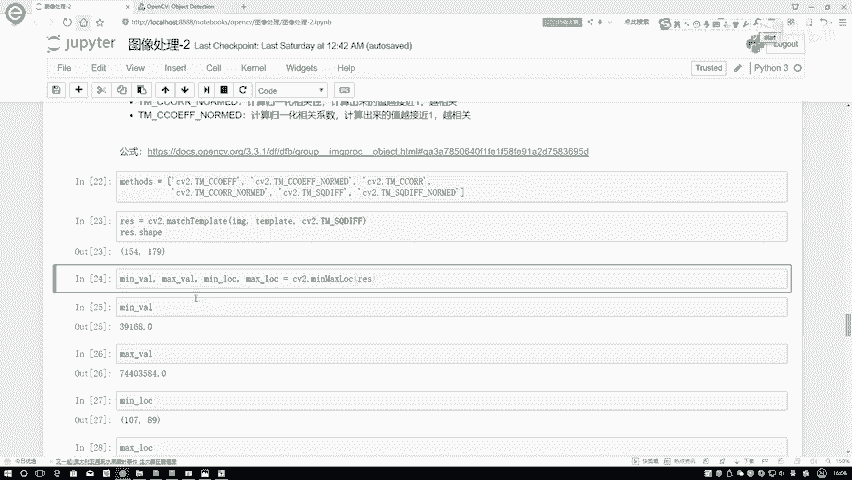 图像处理-2
OpenCV: Object Detection
http://localhost:8888/notebooks/opencv/图像处理/图像处理-2.ipynb
点此搜索
jupyter 图像处理-2 Last Checkpoint: Last Saturday at 12:42 AM (autosaved)
Logout
File Edit View Insert Cell Kernel Widgets Help
Trusted Python 3
Code
TM_CCORR_NORMED：计算归一化相关性，计算出来的值越接近1，越相关
TM_CCOEFF_NORMED：计算归一化相关系数，计算出来的值越接近1，越相关
公式：https://docs.opencv.org/3.3.1/df/dfb/group__imgproc__object.html#ga3a7850640f1fe1f58fe91a2d7583695d
In [22]: methods = ['cv2.TM_CCOEFF', 'cv2.TM_CCOEFF_NORMED', 'cv2.TM_CCORR',
'cv2.TM_CCORR_NORMED', 'cv2.TM_SQDIFF', 'cv2.TM_SQDIFF_NORMED']
In [23]: res = cv2.matchTemplate(img, template, cv2.TM_SQDIFF)
res.shape
Out[23]: (154, 179)
In [24]: min_val, max_val, min_loc, max_loc = cv2.minMaxLoc(res)
In [25]: min_val
Out[25]: 39168.0
In [26]: max_val
Out[26]: 74403584.0
In [27]: min_loc
Out[27]: (107, 89)
In [28]: max_loc
150%
16:06